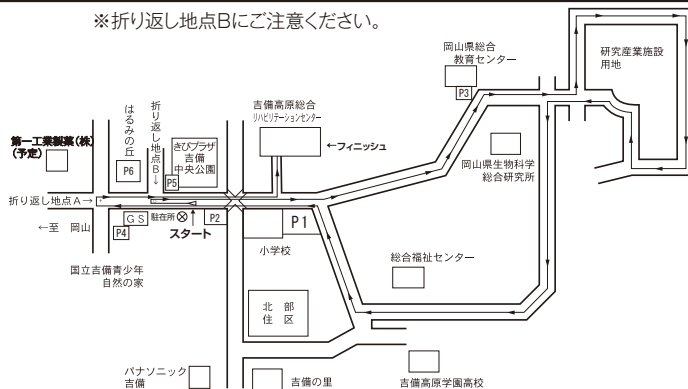 ※折り返し地点Bにご注意ください。
研究産業施設
用地
岡山県総合
教育センター
P3
吉備高原総合
リハビリテーションセンター
←フィニッシュ
はるみの丘
折り返し地点B→
きびプラザ
吉備
中央公園
第一工業製薬(株)
(予定)
P6
P5
岡山県生物科学
総合研究所
折り返し地点A→
←至 岡山
GS
駐在所
P2
P1
P4
スタート
小学校
国立吉備青少年
自然の家
総合福祉センター
北部
住区
パナソニック
吉備
吉備の里
吉備高原学園高校